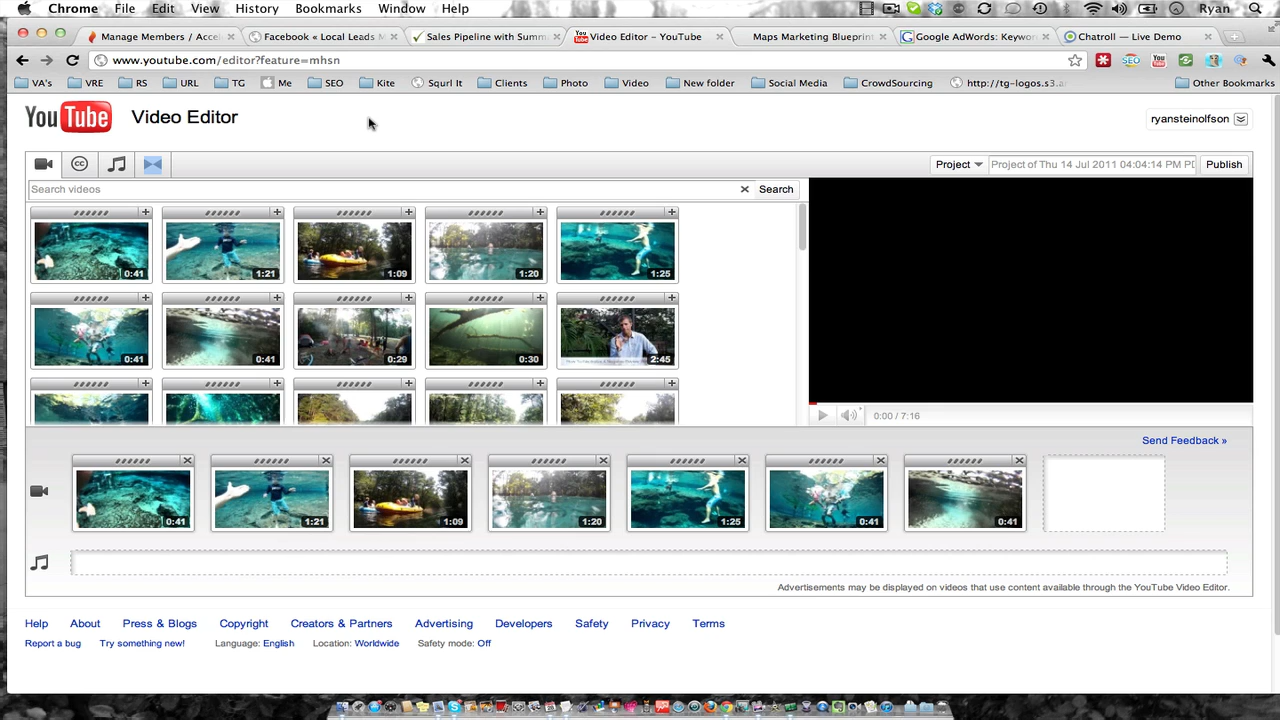 Chrome File Edit View History Bookmarks Window Help Ryan
Manage Members / Accel Facebook « Local Leads M Sales Pipeline with Summ Video Editor - YouTube Maps Marketing Blueprint Google AdWords: Keywor Chatroll — Live Demo
www.youtube.com/editor?feature=mhsn
VA's VRE RS URL TG Me SEO Kite Squrl It Clients Photo Video New folder Social Media CrowdSourcing http://tg-logos.s3.ar Other Bookmarks
YouTube Video Editor
ryansteinolfson
CC Project Project of Thu 14 Jul 2011 04:04:14 PM PD Publish
Search videos Search
0:41 1:21 1:09 1:20 1:25
0:41 0:41 0:29 0:30 2:45
0:00 / 7:16
Send Feedback »
0:41 1:21 1:09 1:20 1:25 0:41 0:41
Advertisements may be displayed on videos that use content available through the YouTube Video Editor.
Help About Press & Blogs Copyright Creators & Partners Advertising Developers Safety Privacy Terms
Report a bug Try something new! Language: English Location: Worldwide Safety mode: Off